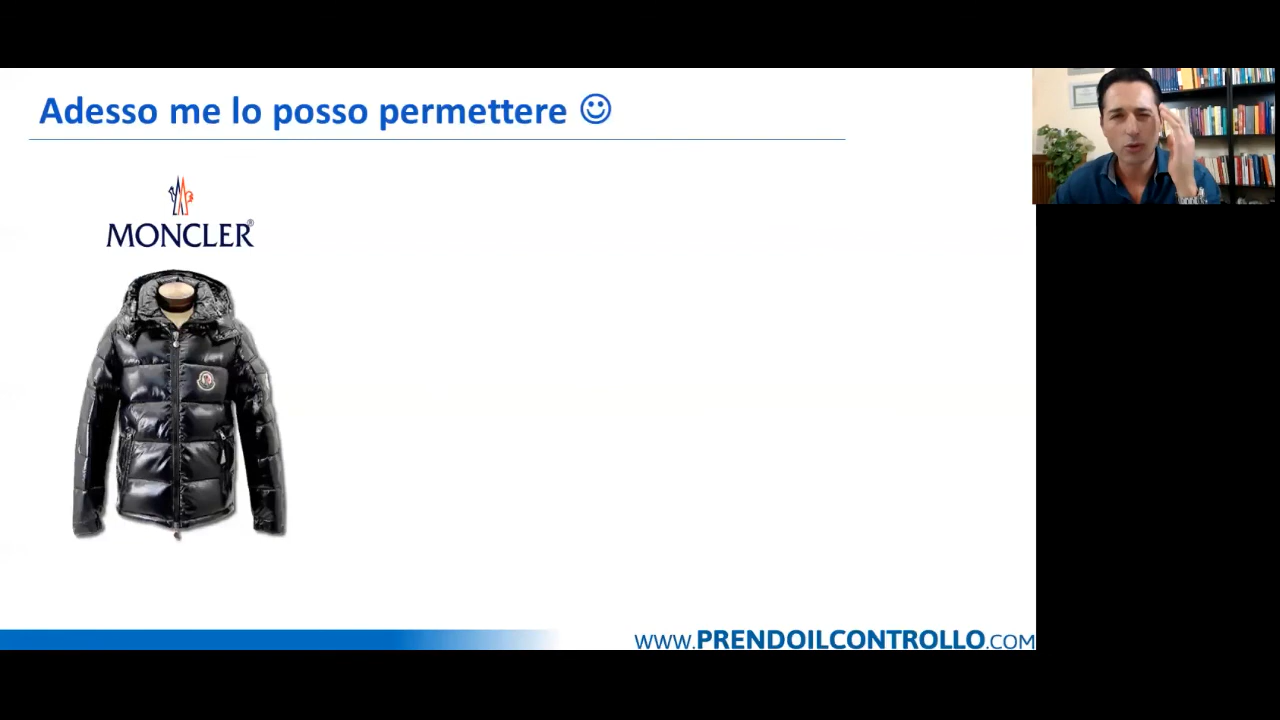 Adesso me lo posso permettere ☺
MONCLER®
WWW.PRENDOILCONTROLLO.COM